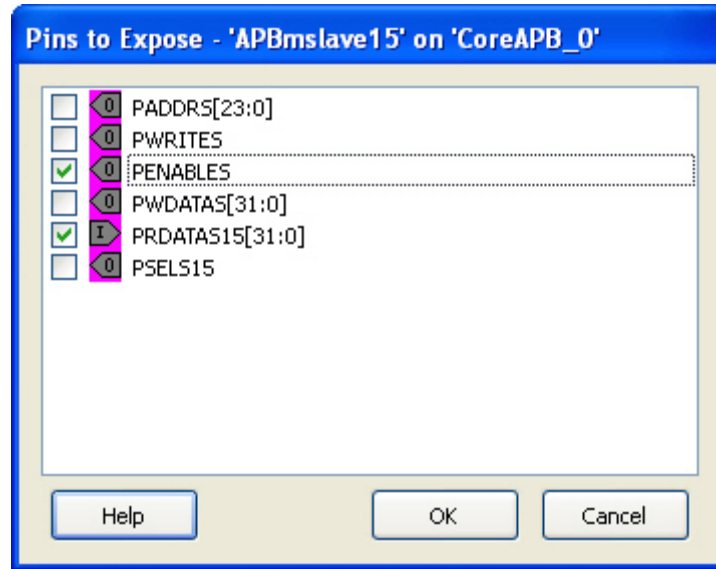 Pins to Expose - 'APBmslave15' on 'CoreAPB_0'
O PADDRS[23:0]
O PWRITES
O PENABLES
O PWDATAS[31:0]
I PRDATAS15[31:0]
O PSELS15
Help OK Cancel